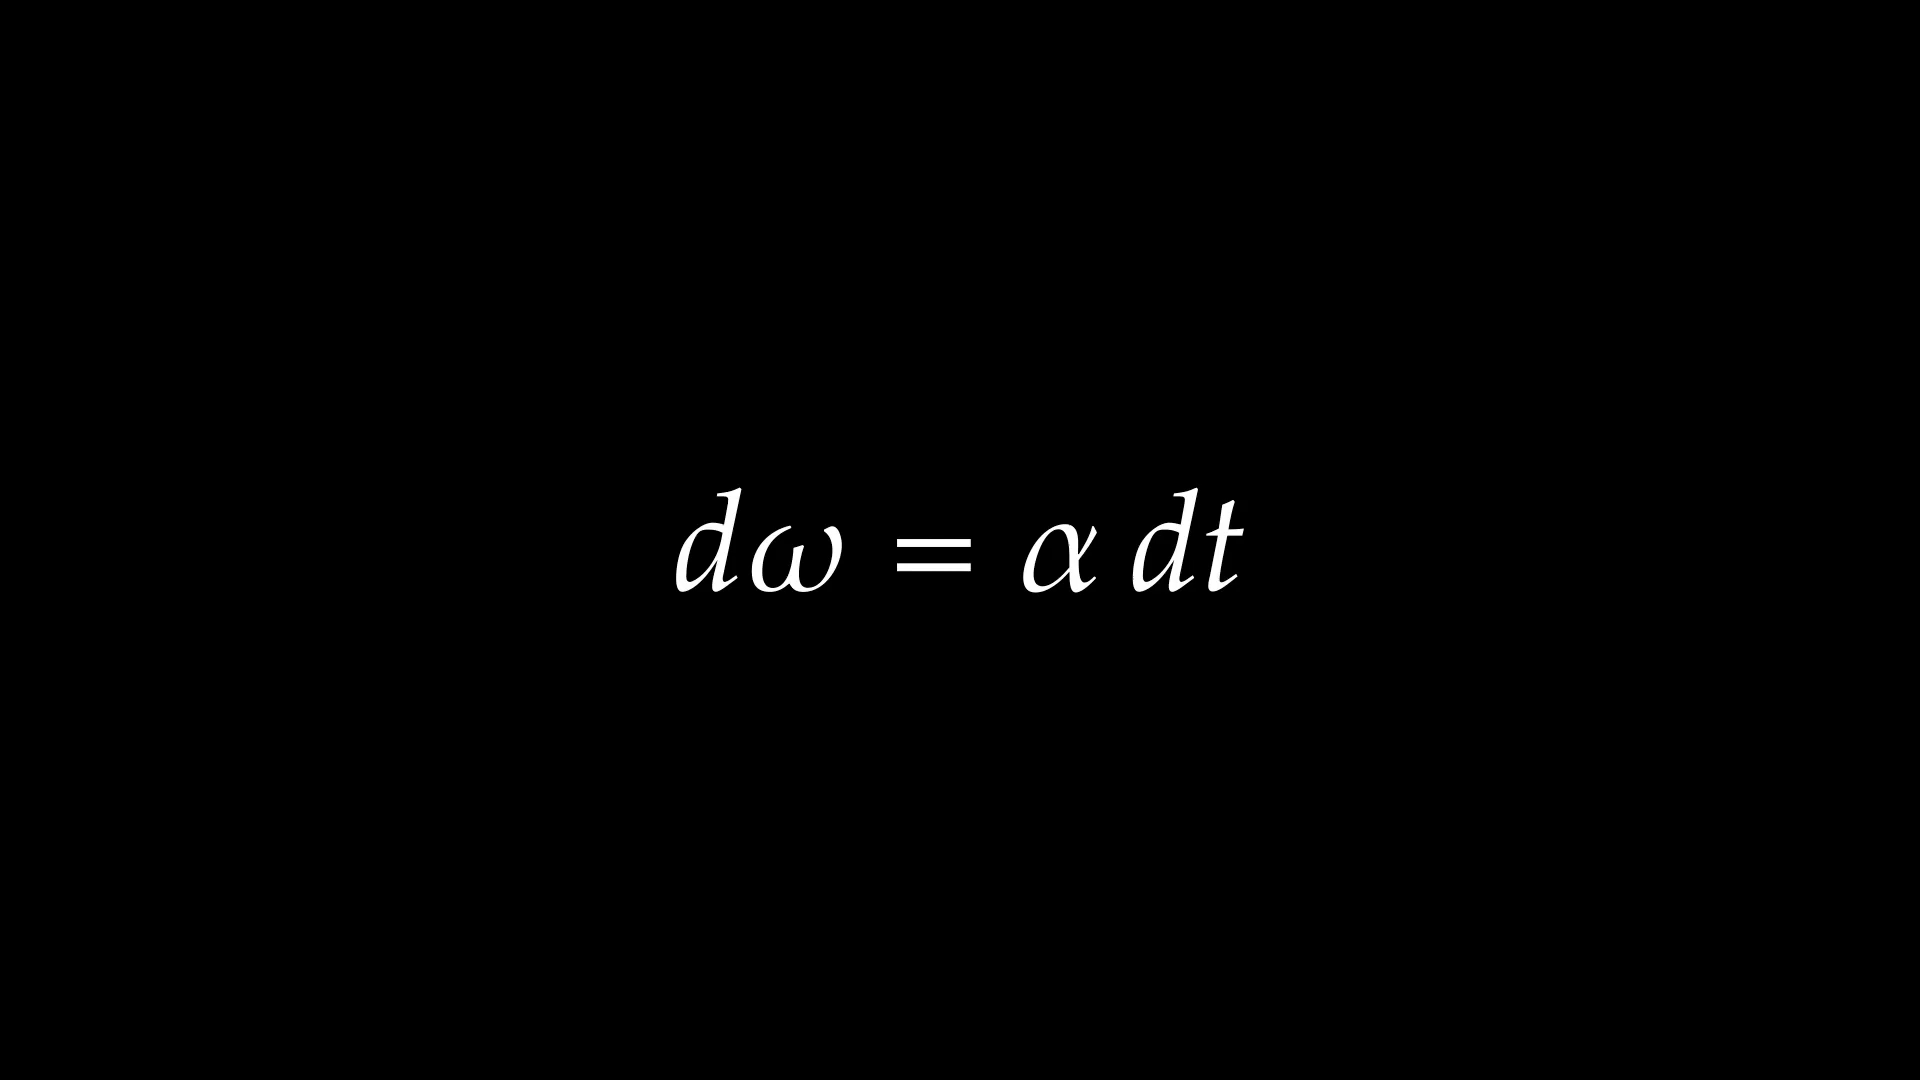 dω = α dt